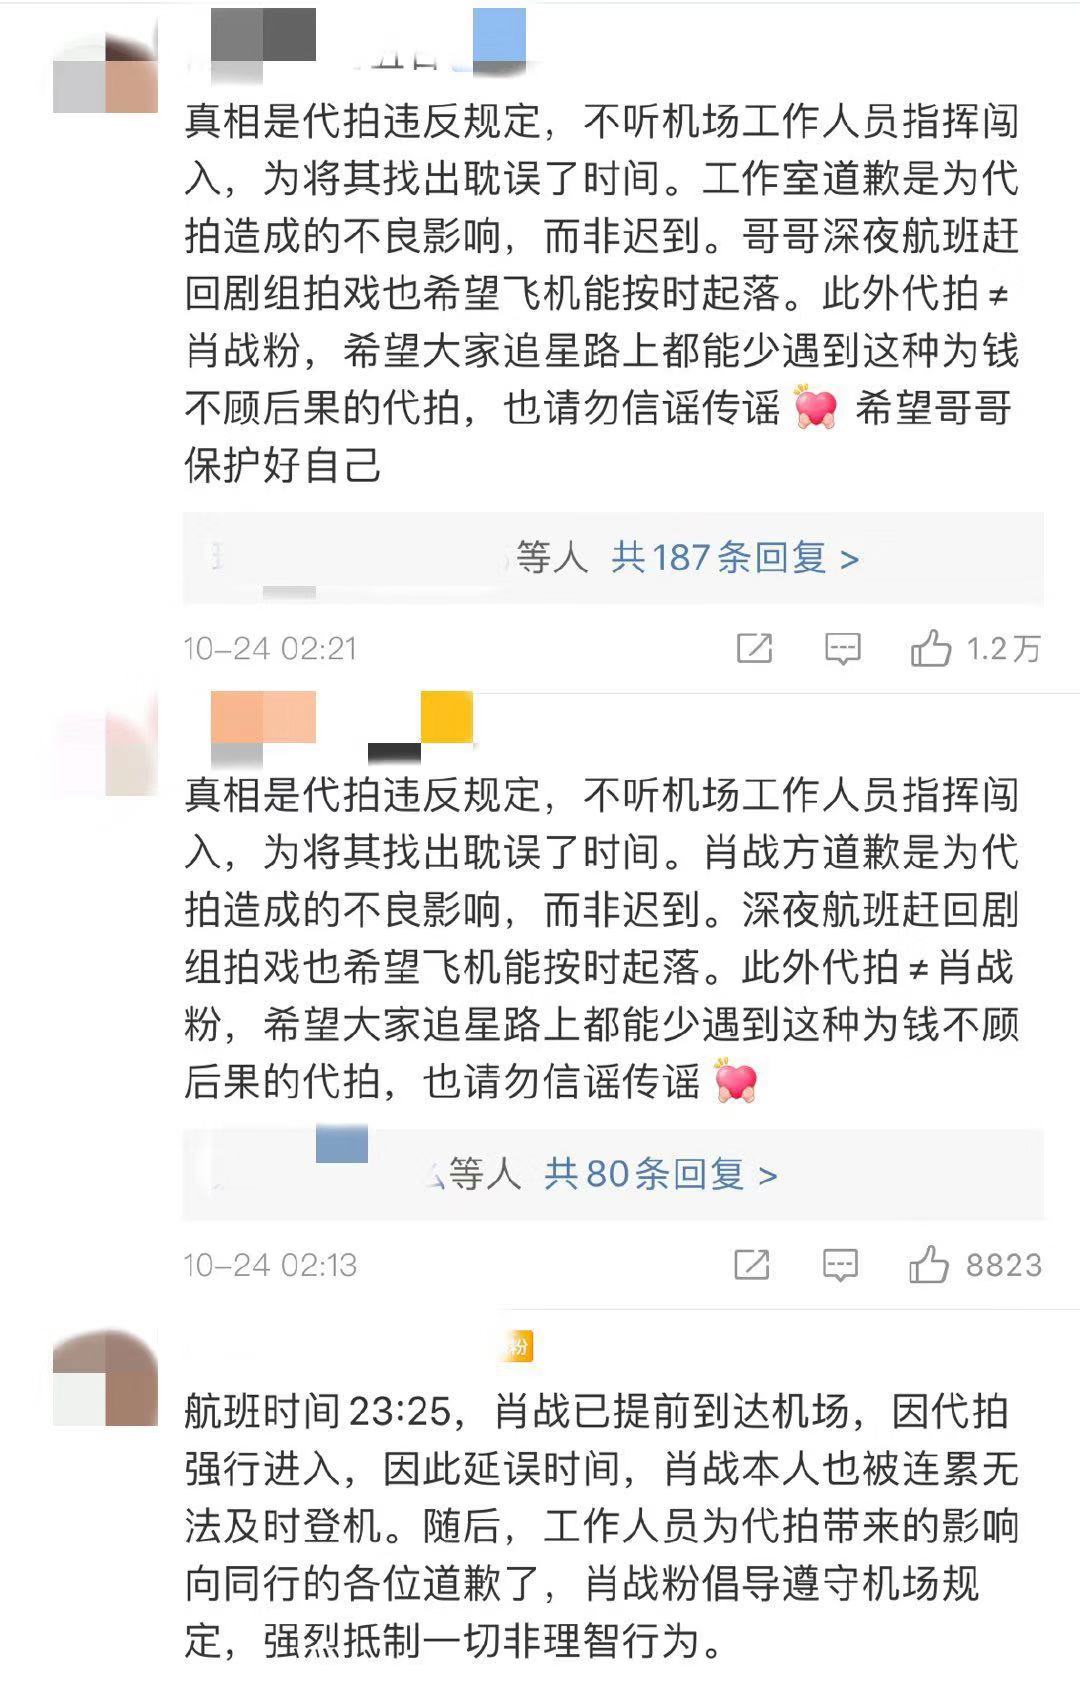 真相是代拍违反规定，不听机场工作人员指挥闯
入，为将其找出耽误了时间。工作室道歉是为代
拍造成的不良影响，而非迟到。哥哥深夜航班赶
回剧组拍戏也希望飞机能按时起落。此外代拍≠
肖战粉，希望大家追星路上都能少遇到这种为钱
不顾后果的代拍，也请勿信谣传谣 希望哥哥
保护好自己
等人 共187条回复 >
10-24 02:21 1.2万
真相是代拍违反规定，不听机场工作人员指挥闯
入，为将其找出耽误了时间。肖战方道歉是为代
拍造成的不良影响，而非迟到。深夜航班赶回剧
组拍戏也希望飞机能按时起落。此外代拍≠肖战
粉，希望大家追星路上都能少遇到这种为钱不顾
后果的代拍，也请勿信谣传谣
等人 共80条回复 >
10-24 02:13 8823
粉
航班时间23:25，肖战已提前到达机场，因代拍
强行进入，因此延误时间，肖战本人也被连累无
法及时登机。随后，工作人员为代拍带来的影响
向同行的各位道歉了，肖战粉倡导遵守机场规
定，强烈抵制一切非理智行为。